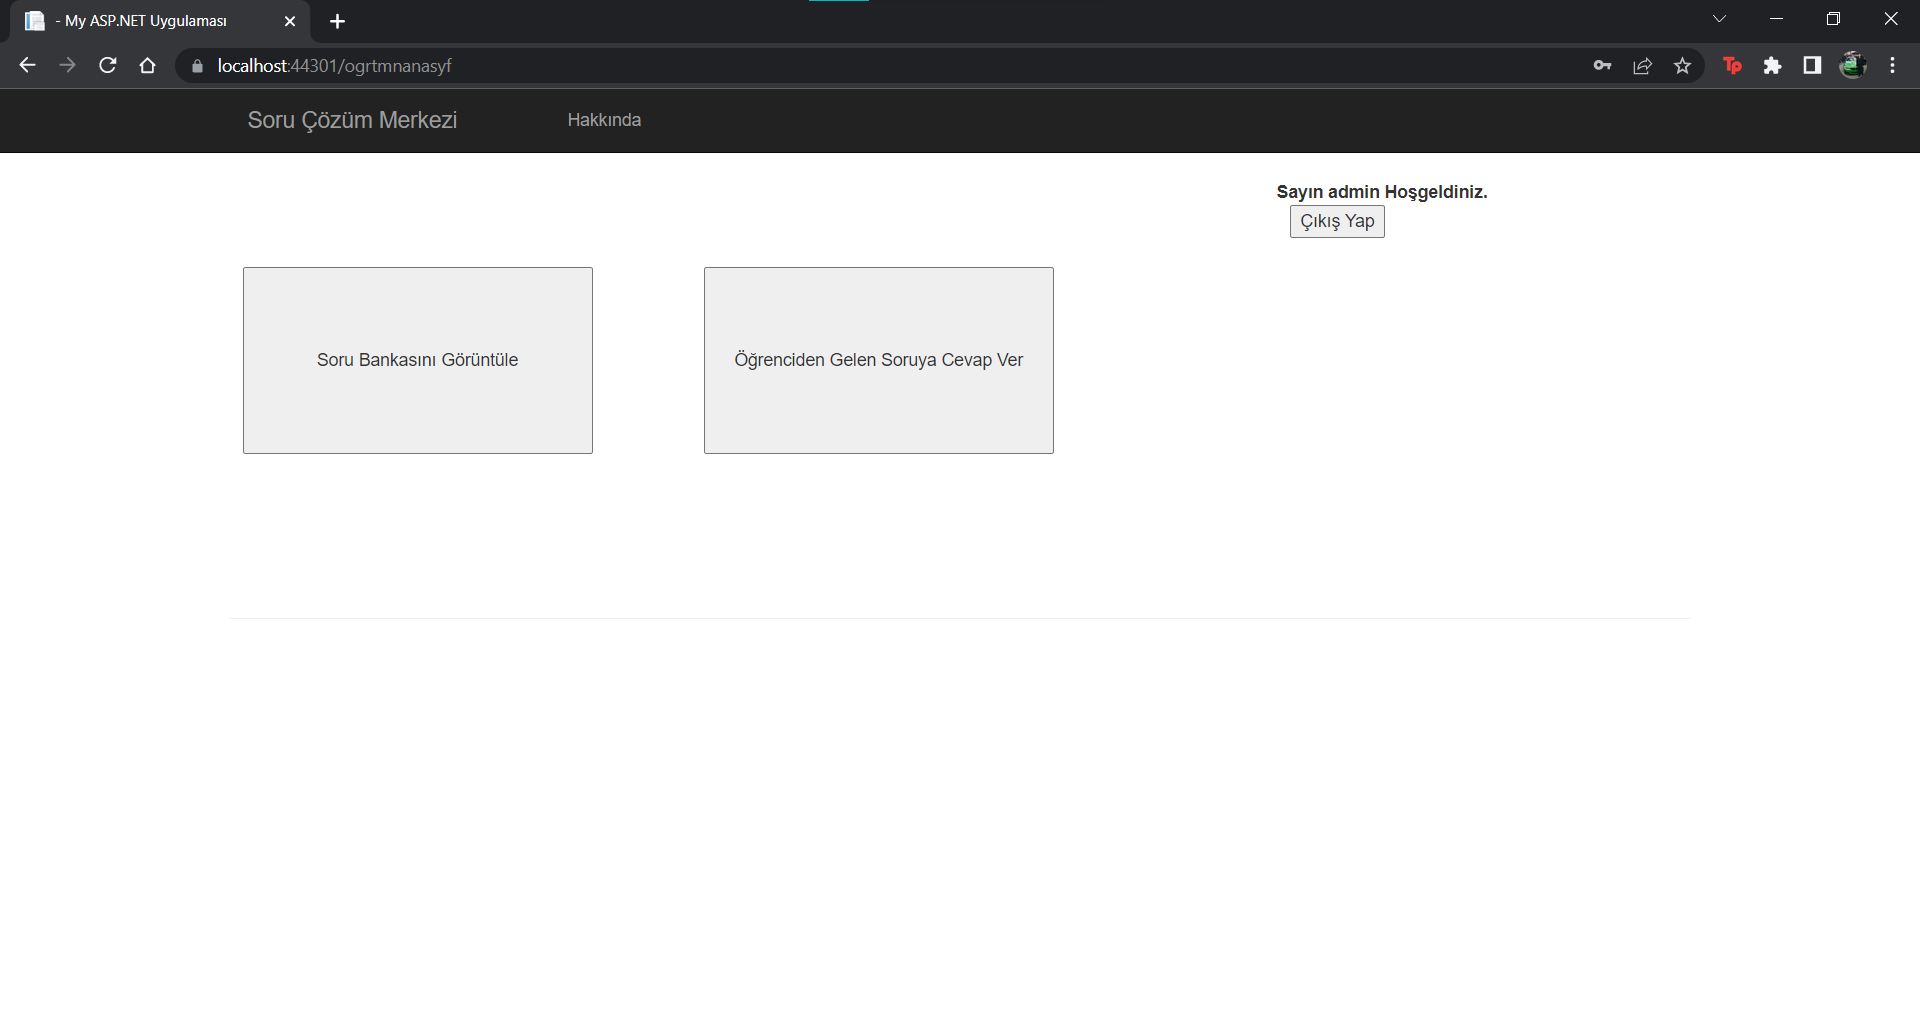 - My ASP.NET Uygulaması
localhost:44301/ogrtmnanasyf
Tp
Soru Çözüm Merkezi
Hakkında
Sayın admin Hoşgeldiniz.
Çıkış Yap
Soru Bankasını Görüntüle
Öğrenciden Gelen Soruya Cevap Ver